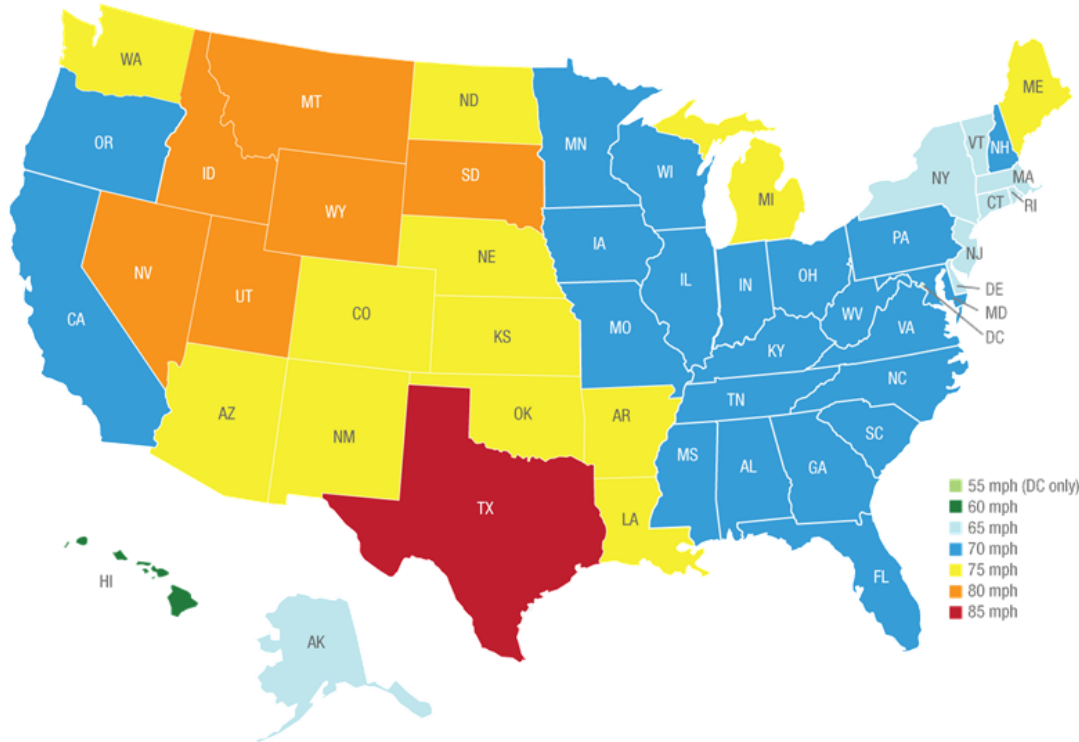 WA
MT
ND
ME
OR
MN
VT
NH
ID
SD
WI
NY
MA
WY
MI
CT
RI
IA
PA
NE
NJ
NV
UT
IL
IN
OH
DE
CO
MD
CA
MO
WV
VA
DC
KS
KY
NC
AZ
OK
AR
TN
NM
SC
MS
AL
GA
TX
LA
55 mph (DC only)
60 mph
65 mph
70 mph
75 mph
80 mph
85 mph
FL
HI
AK